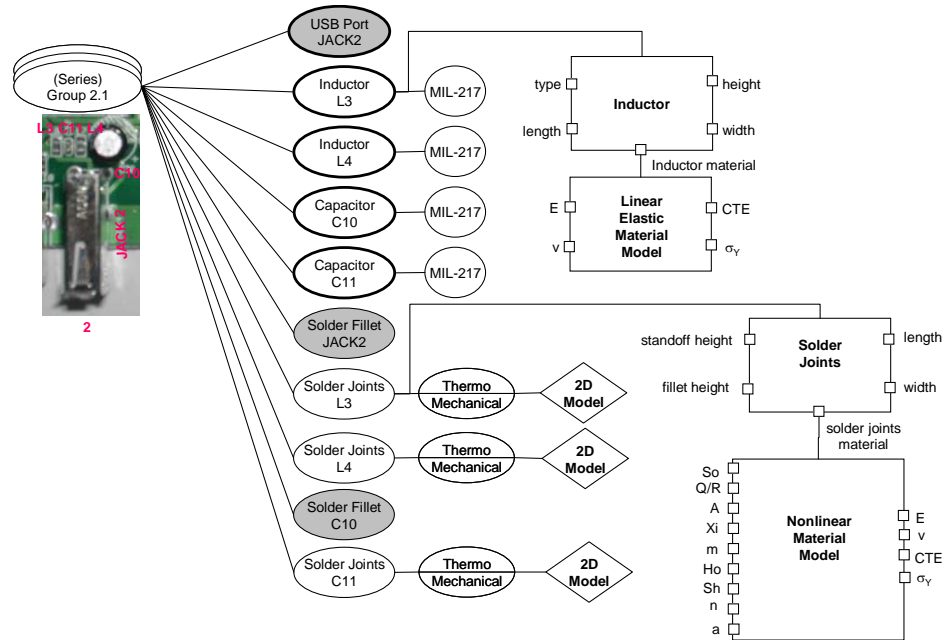 USB Port
JACK2
(Series)
Group 2.1
Inductor
L3
MIL-217
Inductor
L4
MIL-217
Capacitor
C10
MIL-217
Capacitor
C11
MIL-217
Solder Fillet
JACK2
Solder Joints
L3
Thermo
Mechanical
2D
Model
Solder Joints
L4
Thermo
Mechanical
2D
Model
Solder Fillet
C10
Solder Joints
C11
Thermo
Mechanical
2D
Model
L3 C11 L4
C10
JACK 2
2
type
height
Inductor
length
width
Inductor material
E
CTE
Linear
Elastic
Material
Model
ν
σY
standoff height
length
Solder
Joints
fillet height
width
solder joints
material
So
Q/R
A
Xi
m
Ho
Sh
n
a
Nonlinear
Material
Model
E
ν
CTE
σY